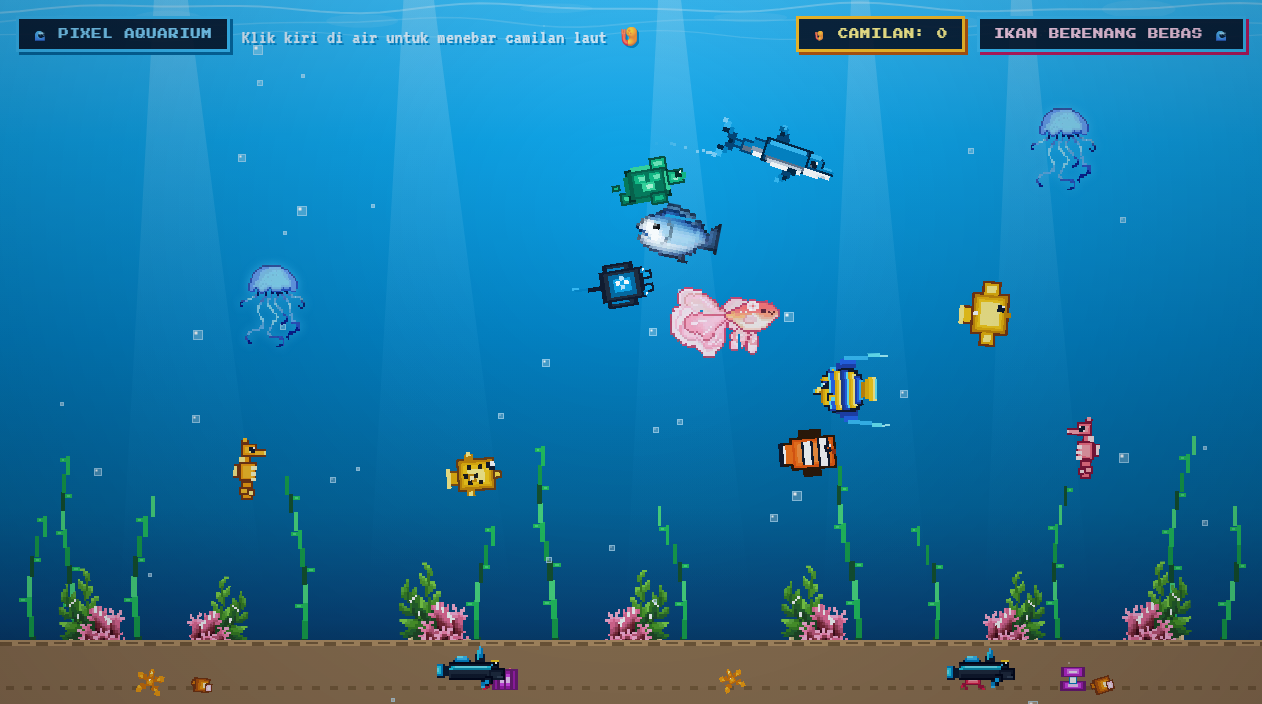 PIXEL AQUARIUM
Klik kiri di air untuk menebar camilan laut
CAMILAN: 0
IKAN BERENANG BEBAS